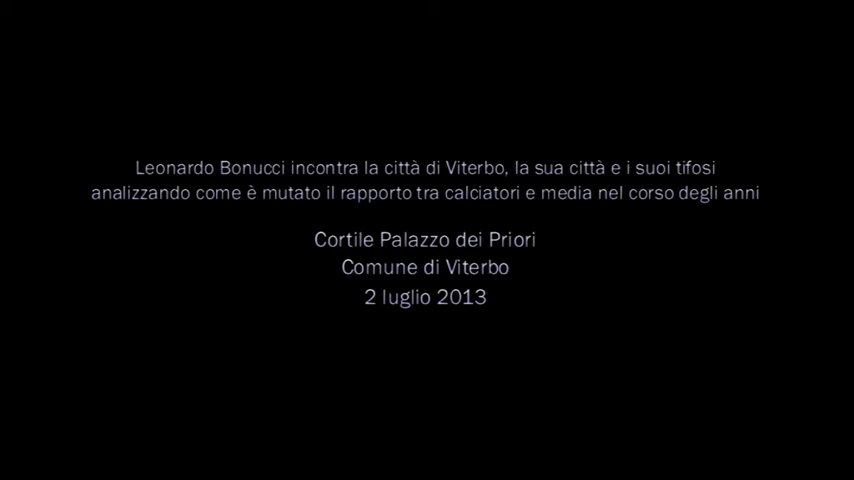 Leonardo Bonucci incontra la città di Viterbo, la sua città e i suoi tifosi
analizzando come è mutato il rapporto tra calciatori e media nel corso degli anni
Cortile Palazzo dei Priori
Comune di Viterbo
2 luglio 2013